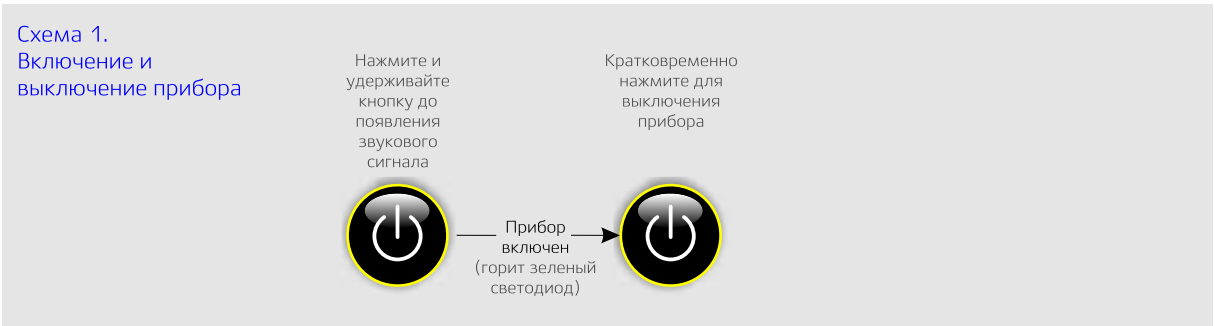 Схема 1.
Включение и
выключение прибора
Нажмите и
удерживайте
кнопку до
появления
звукового
сигнала
Кратковременно
нажмите для
выключения
прибора
Прибор
включен
(горит зеленый
светодиод)